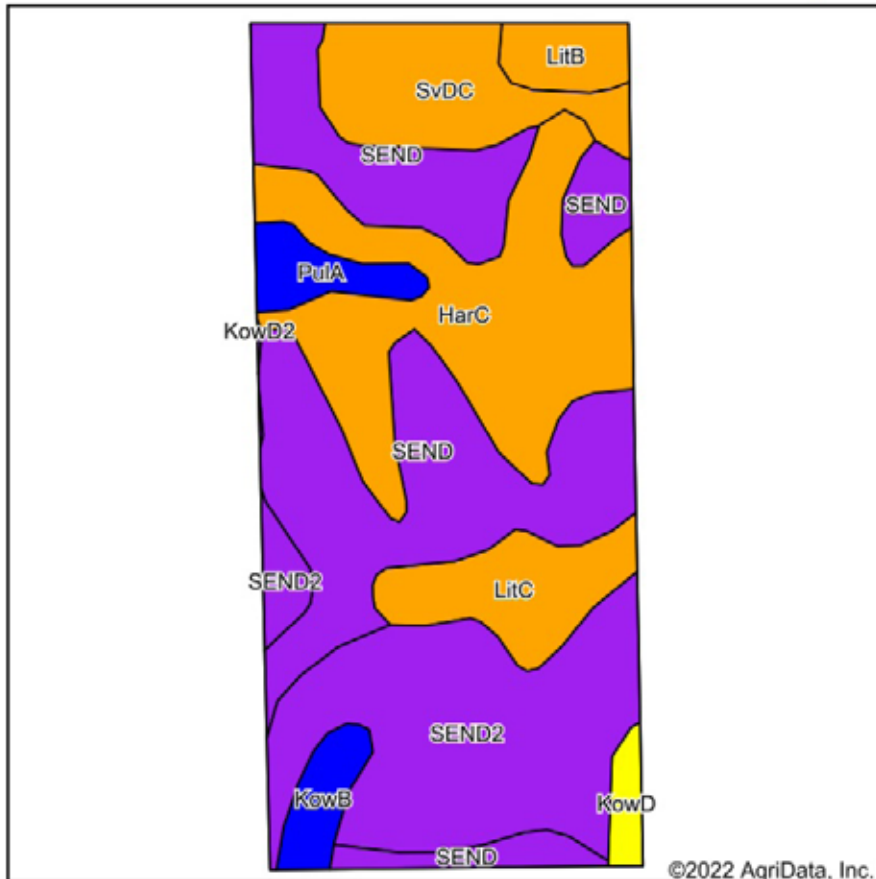 LitB
SvDC
SEND
SEND
PulA
HarC
KowD2
SEND
SEND2
LitC
SEND2
KowB
KowD
SEND
©2022 AgriData, Inc.